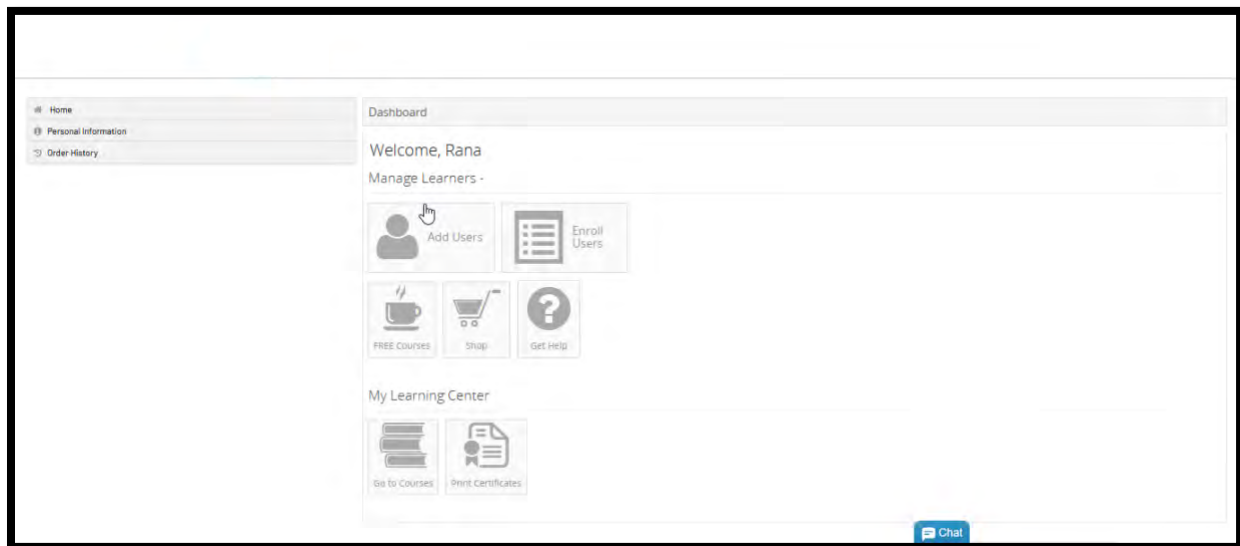 Home
Personal Information
Order History
Dashboard
Welcome, Rana
Manage Learners -
Add Users
Enroll
Users
FREE Courses
Shop
Get Help
My Learning Center
Go to Courses
Print Certificates
Chat